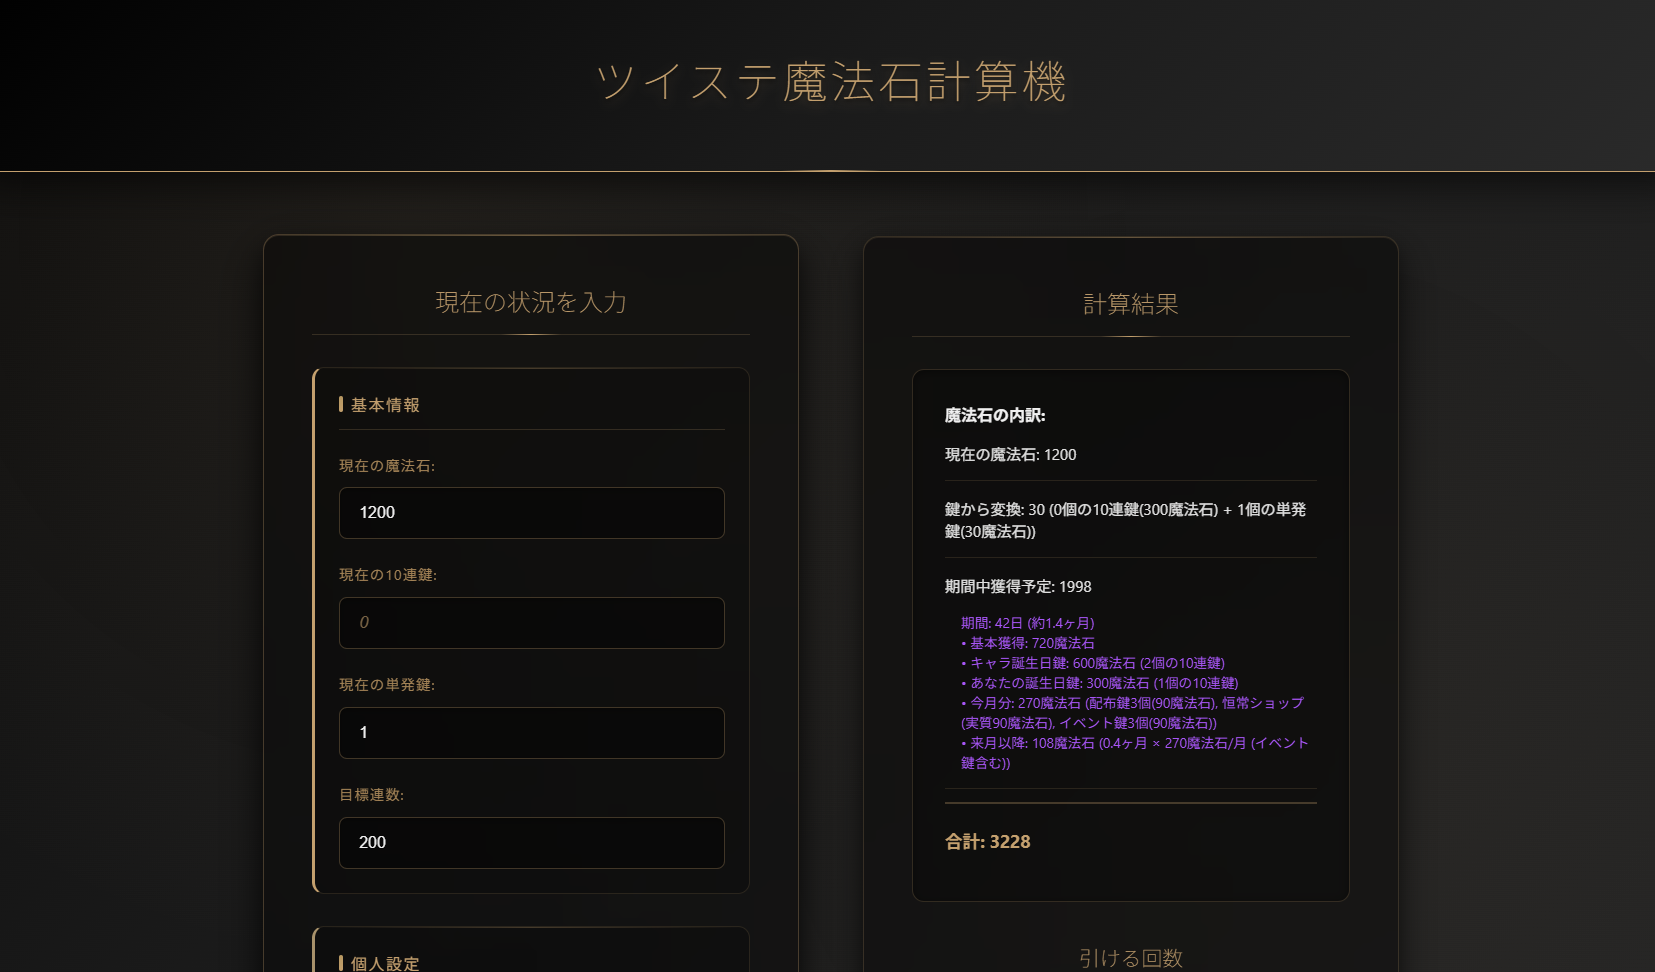 ツイステ魔法石計算機
現在の状況を入力
基本情報
現在の魔法石:
1200
現在の10連鍵:
0
現在の単発鍵:
1
目標連数:
200
個人設定
計算結果
魔法石の内訳:
現在の魔法石: 1200
鍵から変換: 30 (0個の10連鍵(300魔法石) + 1個の単発
鍵(30魔法石))
期間中獲得予定: 1998
期間: 42日 (約1.4ヶ月)
• 基本獲得: 720魔法石
• キャラ誕生日鍵: 600魔法石 (2個の10連鍵)
• あなたの誕生日鍵: 300魔法石 (1個の10連鍵)
• 今月分: 270魔法石 (配布鍵3個(90魔法石), 恒常ショップ
(実質90魔法石), イベント鍵3個(90魔法石))
• 来月以降: 108魔法石 (0.4ヶ月 × 270魔法石/月 (イベント
鍵含む))
合計: 3228
引ける回数